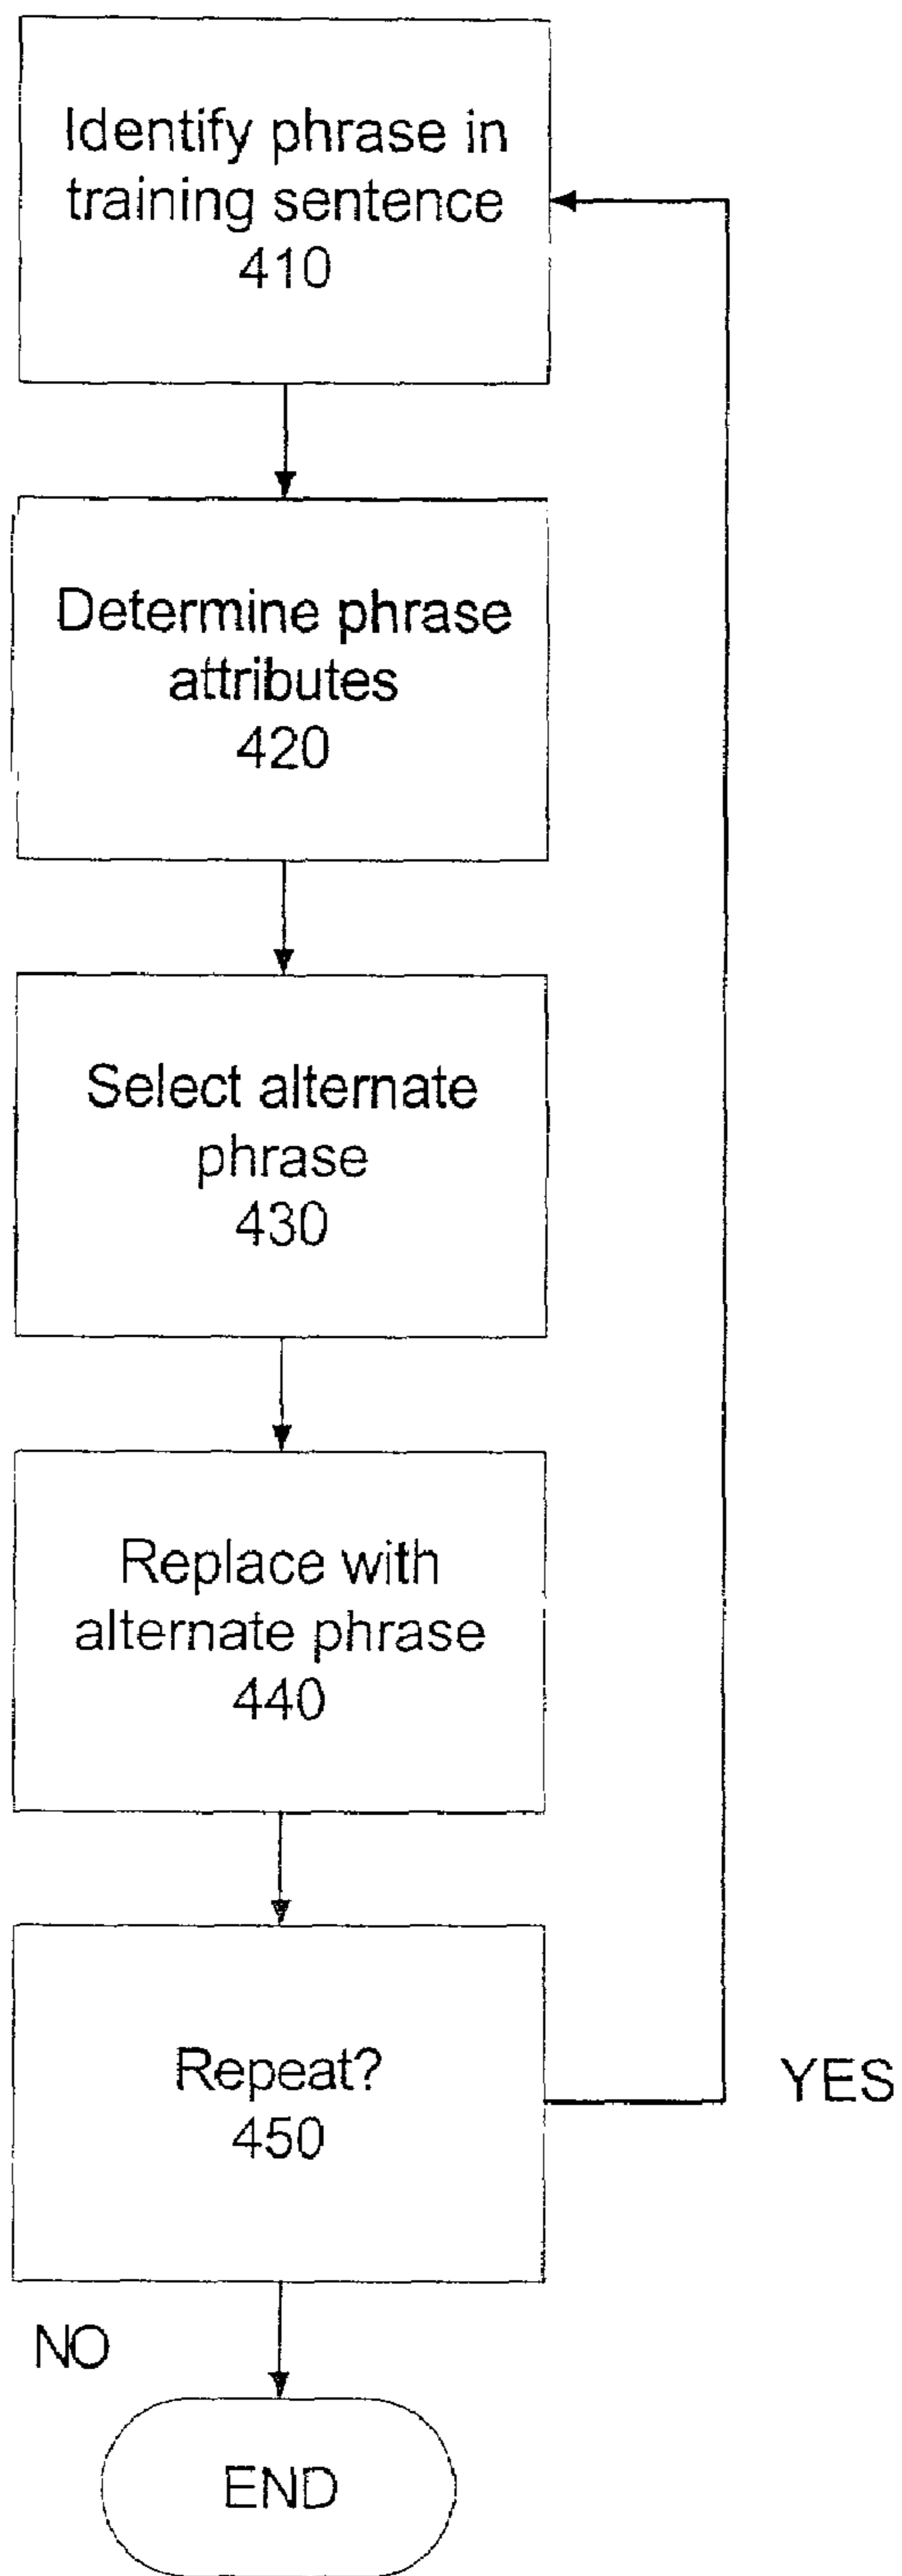 Identify phrase in
training sentence
410
Determine phrase
attributes
420
Select alternate
phrase
430
Replace with
alternate phrase
440
Repeat?
450
YES
NO
END